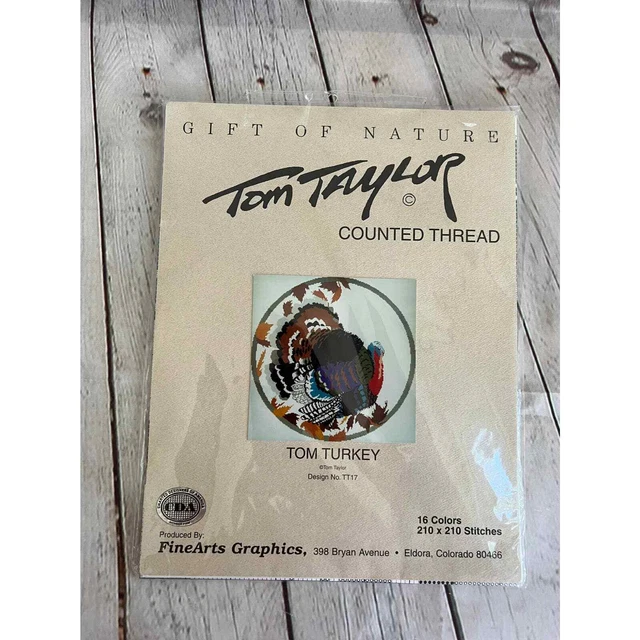 GIFT OF NATURE
Tom TAYLOR
©
COUNTED THREAD
TOM TURKEY
©Tom Taylor
Design No. TT17
CDA
16 Colors
210 x 210 Stitches
Produced By:
FineArts Graphics, 398 Bryan Avenue • Eldora, Colorado 80466